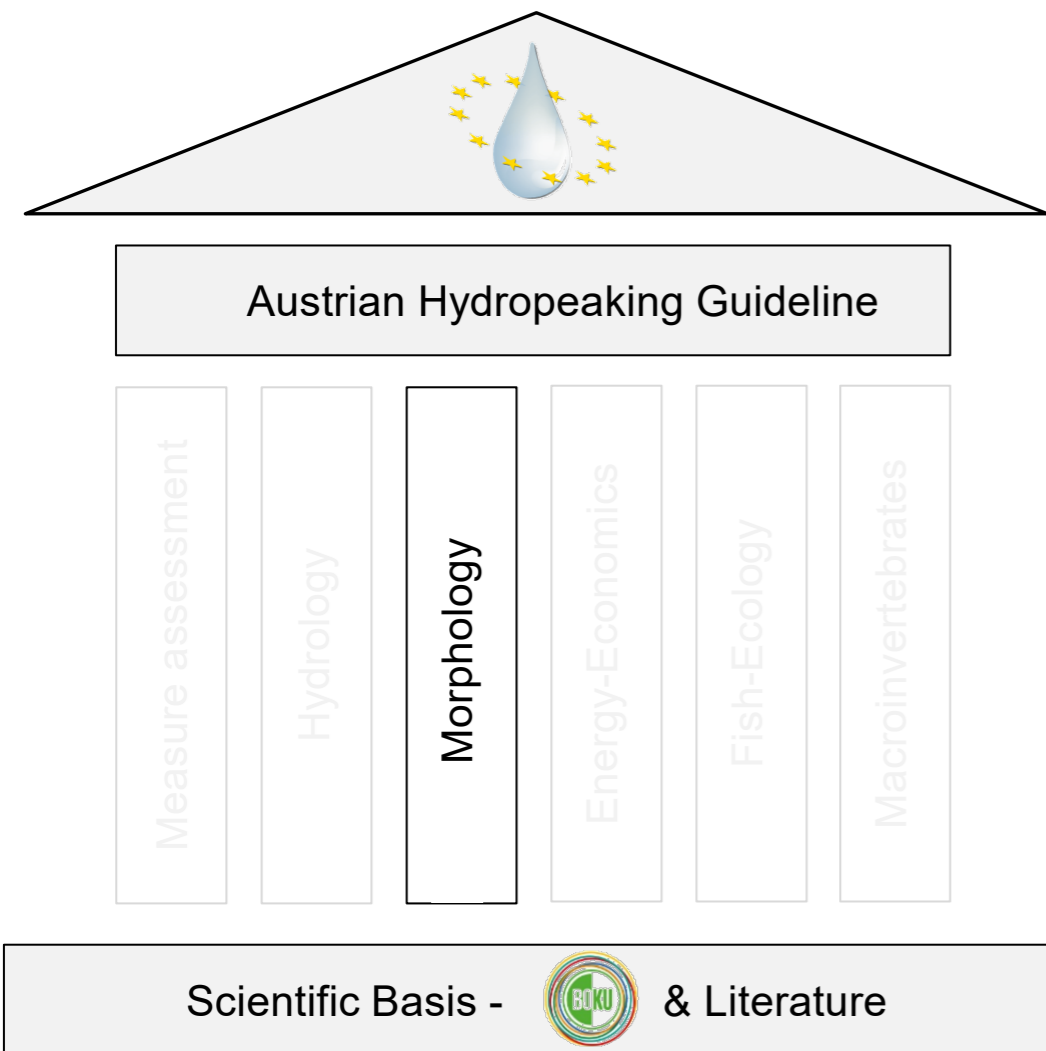 Austrian Hydropeaking Guideline
Measure assessment
Hydrology
Morphology
Energy-Economics
Fish-Ecology
Macroinvertebrates
Scientific Basis - BOKU & Literature